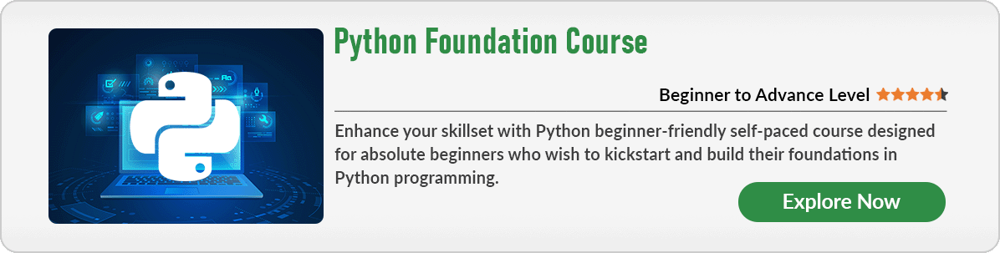 Python Foundation Course
Beginner to Advance Level
Enhance your skillset with Python beginner-friendly self-paced course designed
for absolute beginners who wish to kickstart and build their foundations in
Python programming.
Explore Now